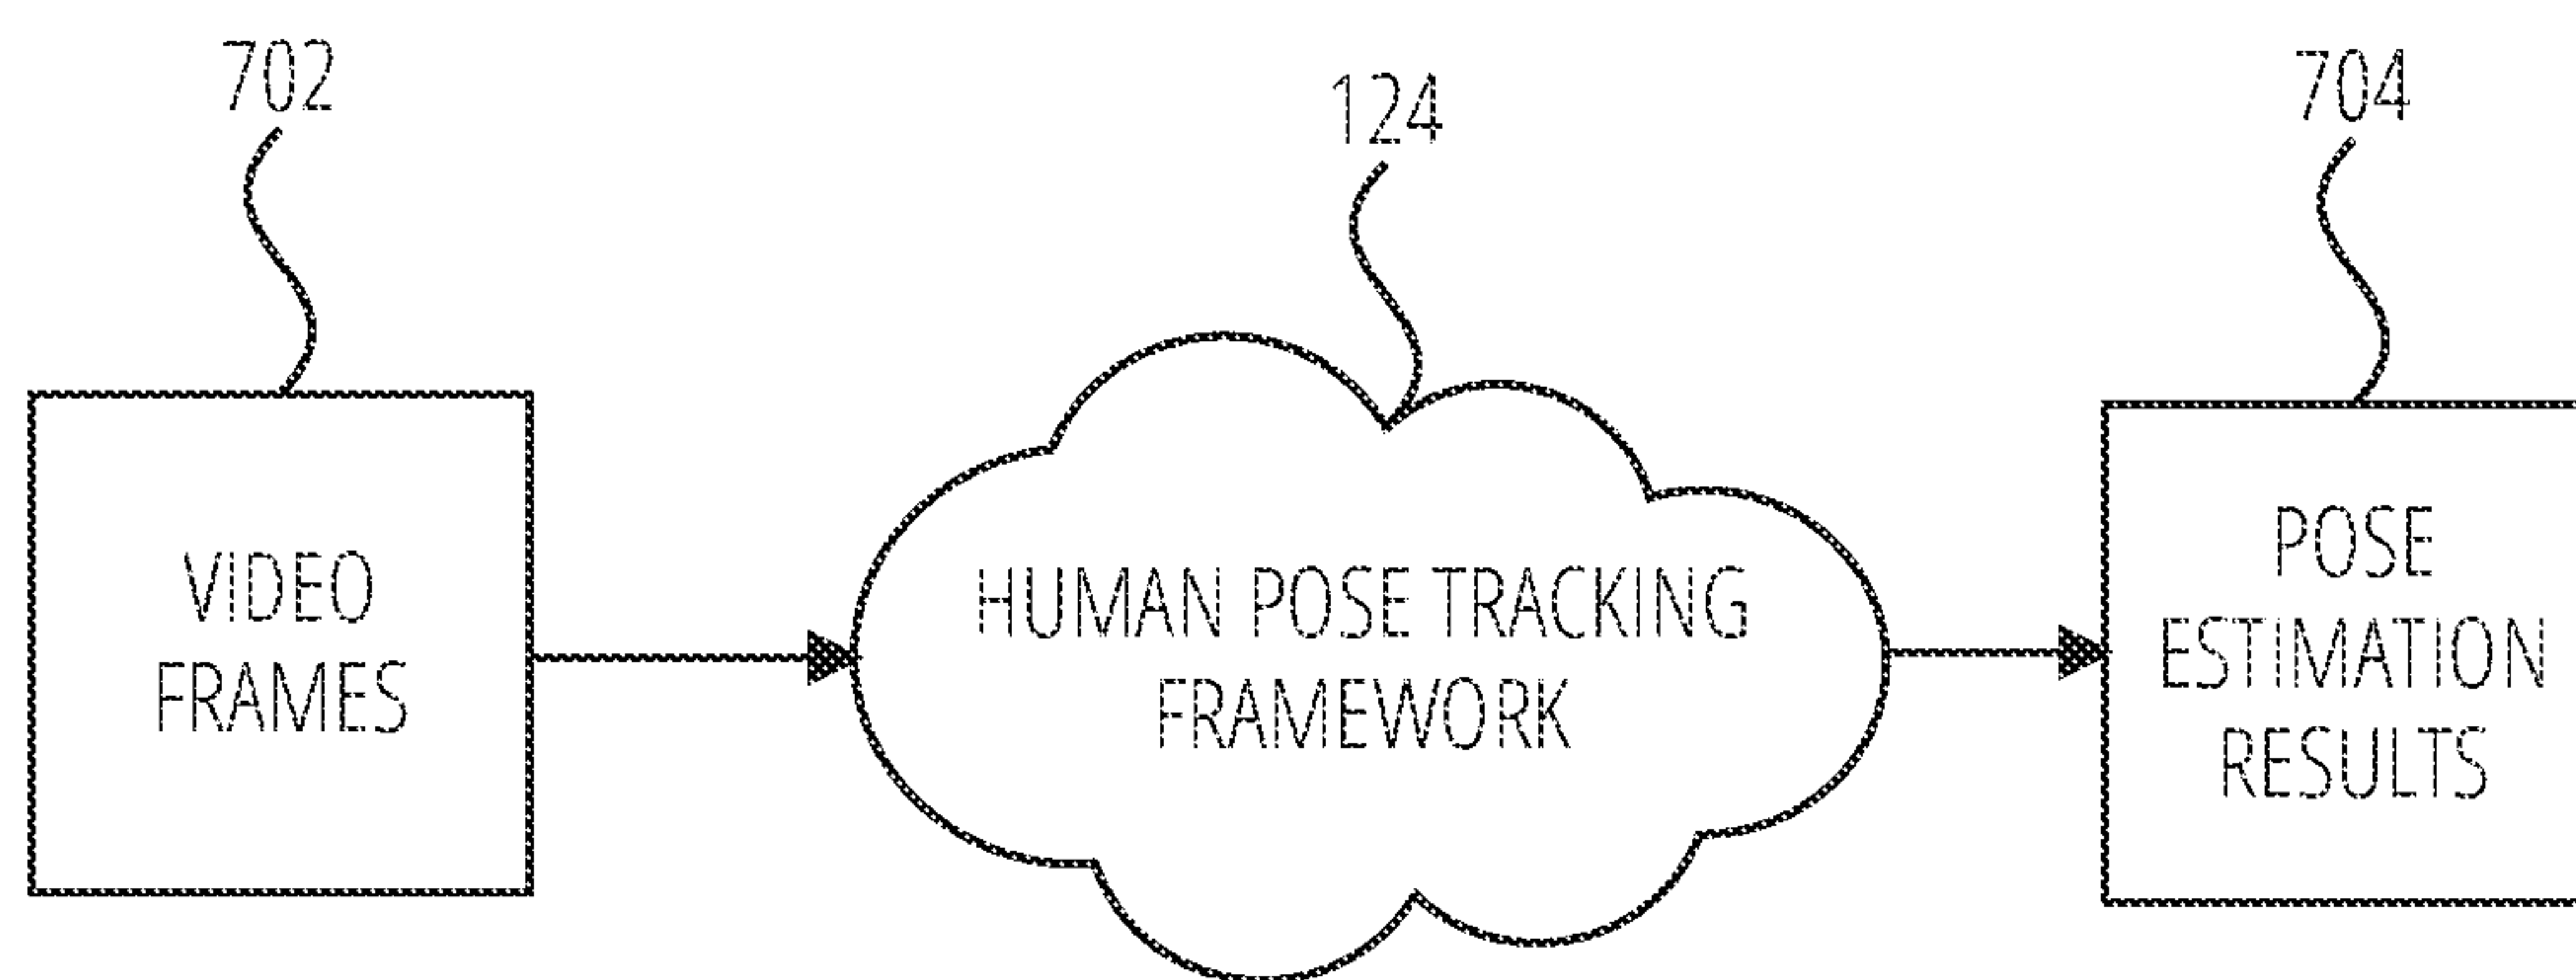 702
124
704
VIDEO
FRAMES
HUMAN POSE TRACKING
FRAMEWORK
POSE
ESTIMATION
RESULTS